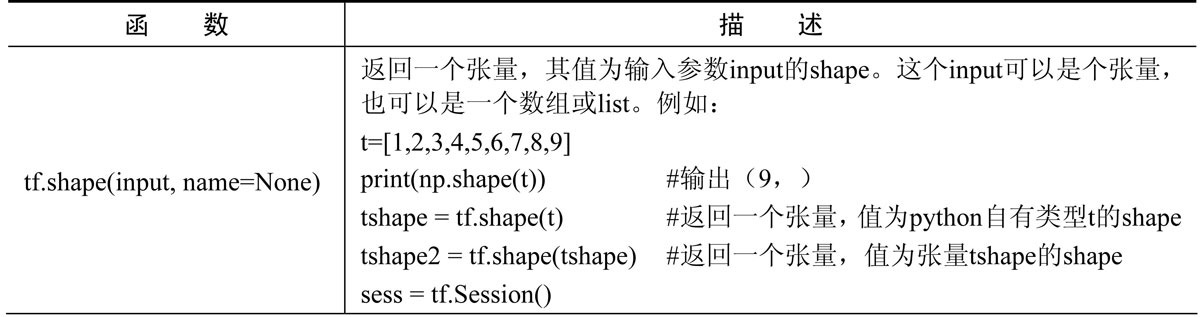 函 数 描 述
返回一个张量，其值为输入参数input的shape。这个input可以是个张量，
也可以是一个数组或list。例如：
t=[1,2,3,4,5,6,7,8,9]
tf.shape(input, name=None) print(np.shape(t)) #输出（9，）
tshape = tf.shape(t) #返回一个张量，值为python自有类型t的shape
tshape2 = tf.shape(tshape) #返回一个张量，值为张量tshape的shape
sess = tf.Session()